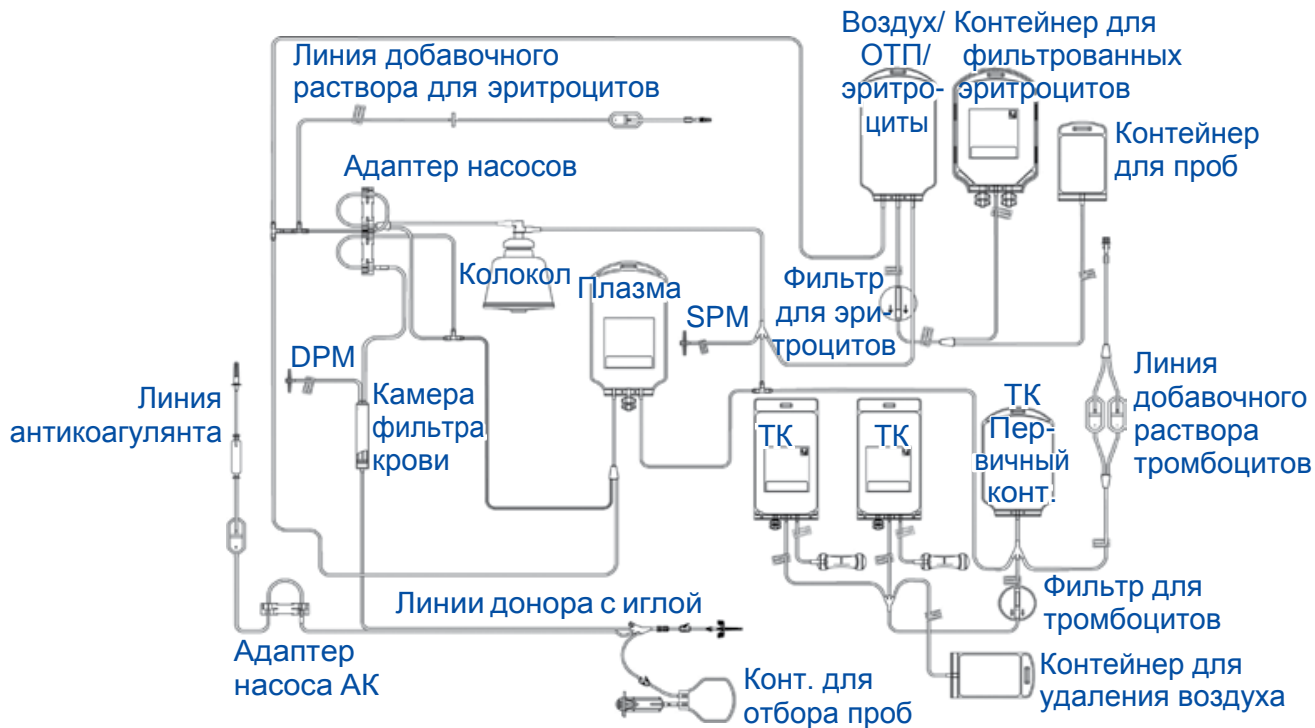 Линия добавочного
раствора для эритроцитов
Воздух/
ОТП/
эритро-
циты
Контейнер для
фильтрованных
эритроцитов
Контейнер
для проб
Адаптер насосов
Колокол
Плазма
SPM
Фильтр
для эри-
троцитов
DPM
Камера
фильтра
крови
Линия
антикоагулянта
ТК
ТК
ТК
Пер-
вичный
конт.
Линия
добавочного
раствора
тромбоцитов
Линии донора с иглой
Фильтр для
тромбоцитов
Адаптер
насоса АК
Конт. для
отбора проб
Контейнер для
удаления воздуха